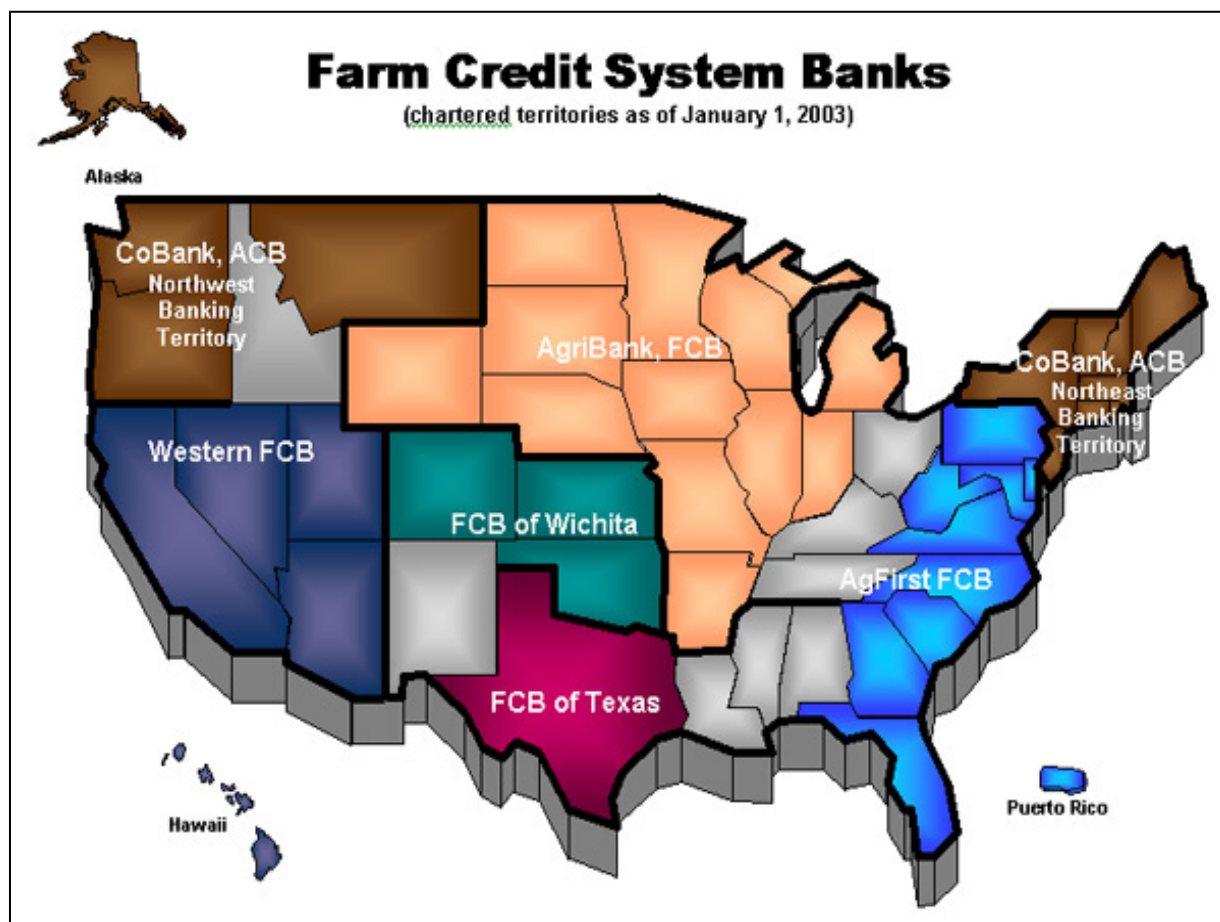 Farm Credit System Banks
(chartered territories as of January 1, 2003)
Alaska
CoBank, ACB
Northwest
Banking
Territory
AgriBank, FCB
CoBank, ACB
Northeast
Banking
Territory
Western FCB
FCB of Wichita
AgFirst FCB
FCB of Texas
Hawaii
Puerto Rico